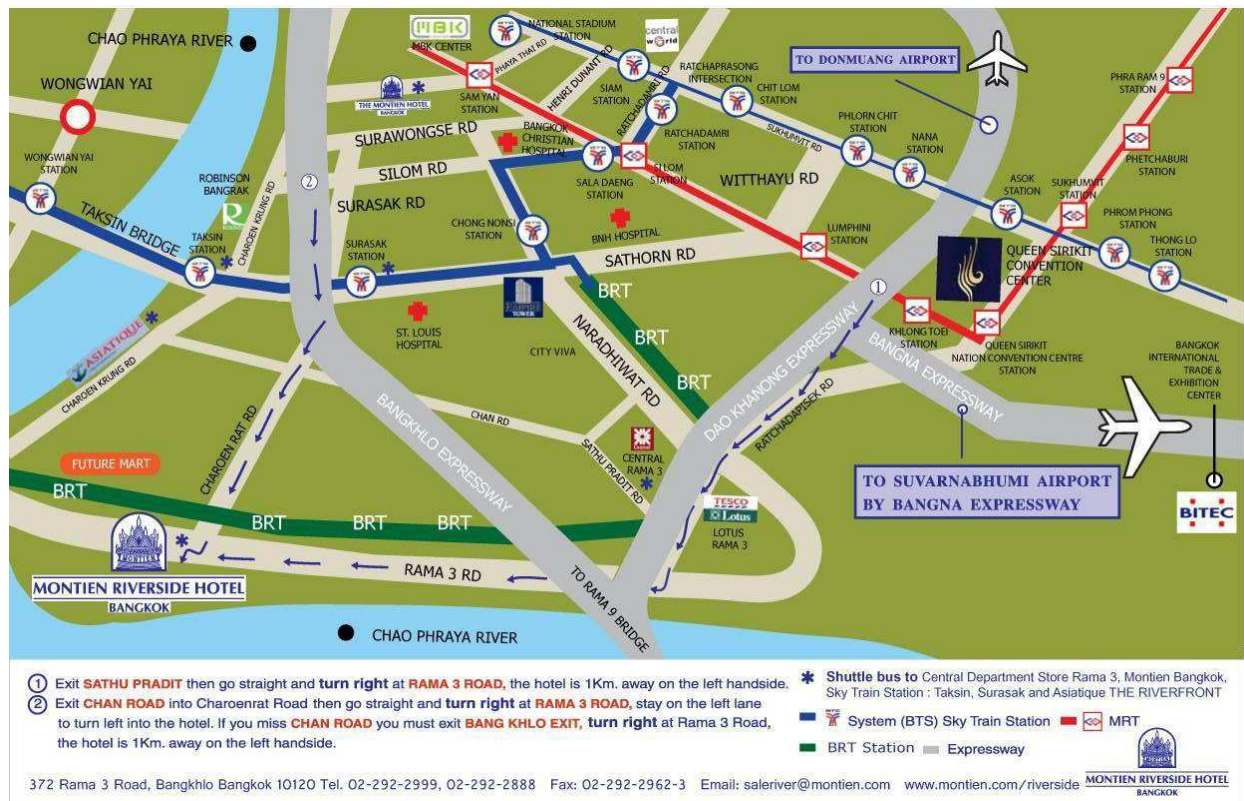 CHAO PHRAYA RIVER
WONGWIAN YAI
WONGWIAN YAI
STATION
TAKSIN BRIDGE
TAKSIN
STATION
ROBINSON
BANGRAK
CHAROEN KRUNG RD
MBK
MBK CENTER
NATIONAL STADIUM
STATION
central
world
PHAYA THAI RD
SAM YAN
STATION
THE MONTIEN HOTEL
BANGKOK
HENRI DUNANT RD
SIAM
STATION
RATCHAPRASONG
INTERSECTION
CHIT LOM
STATION
RATCHADAMRI RD
RATCHADAMRI
STATION
TO DONMUANG AIRPORT
PHRA RAM 9
STATION
SUKHUMVIT RD
PHLORN CHIT
STATION
NANA
STATION
PHETCHABURI
STATION
ASOK
STATION
SUKHUMVIT
STATION
PHROM PHONG
STATION
THONG LO
STATION
SURAWONGSE RD
BANGKOK
CHRISTIAN
HOSPITAL
SILOM RD
SURASAK RD
2
SALA DAENG
STATION
SI LOM
STATION
WITTHAYU RD
CHONG NONSI
STATION
BNH HOSPITAL
LUMPHINI
STATION
SATHORN RD
SURASAK
STATION
QUEEN SIRIKIT
CONVENTION
CENTER
1
BRT
EMPIRE
TOWER
ST. LOUIS
HOSPITAL
CITY VIVA
NARADHIWAT RD
BRT
BRT
KHLONG TOEI
STATION
QUEEN SIRIKIT
NATION CONVENTION CENTRE
STATION
BANGKOK
INTERNATIONAL
TRADE &
EXHIBITION
CENTER
BITEC
ASIATIQUE
CHAROEN KRUNG RD
CHAROEN RAT RD
BANGKHLO EXPRESSWAY
CHAN RD
SATHU PRADIT RD
DAO KHANONG EXPRESSWAY
BANGNA EXPRESSWAY
RATCHADAPISEK RD
CENTRAL
RAMA 3
TESCO
Lotus
LOTUS
RAMA 3
TO SUVARNABHUMI AIRPORT
BY BANGNA EXPRESSWAY
FUTURE MART
BRT
BRT
BRT
BRT
MONTIEN
MONTIEN RIVERSIDE HOTEL
BANGKOK
RAMA 3 RD
TO RAMA 9 BRIDGE
CHAO PHRAYA RIVER
1 Exit SATHU PRADIT then go straight and turn right at RAMA 3 ROAD, the hotel is 1Km. away on the left handside.
2 Exit CHAN ROAD into Charoenrat Road then go straight and turn right at RAMA 3 ROAD, stay on the left lane
to turn left into the hotel. If you miss CHAN ROAD you must exit BANG KHLO EXIT, turn right at Rama 3 Road,
the hotel is 1Km. away on the left handside.
* Shuttle bus to Central Department Store Rama 3, Montien Bangkok,
Sky Train Station : Taksin, Surasak and Asiatique THE RIVERFRONT
System (BTS) Sky Train Station MRT
BRT Station Expressway
MONTIEN RIVERSIDE HOTEL
BANGKOK
372 Rama 3 Road, Bangkhlo Bangkok 10120 Tel. 02-292-2999, 02-292-2888 Fax: 02-292-2962-3 Email: saleriver@montien.com www.montien.com/riverside